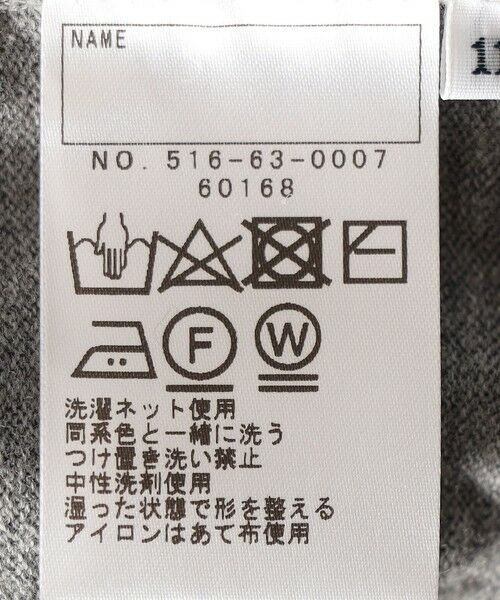 NAME
11
NO. 516-63-0007
60168
F
W
洗濯ネット使用
同系色と一緒に洗う
つけ置き洗い禁止
中性洗剤使用
湿った状態で形を整える
アイロンはあて布使用